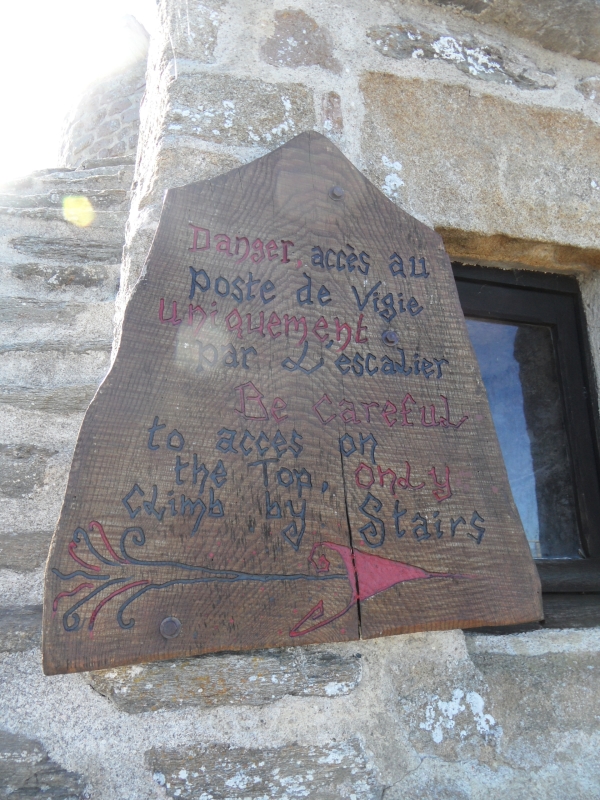 Danger, accès au
poste de Vigie
uniquement
par L'escalier
Be careful
to acces on
the Top, only
climb by Stairs